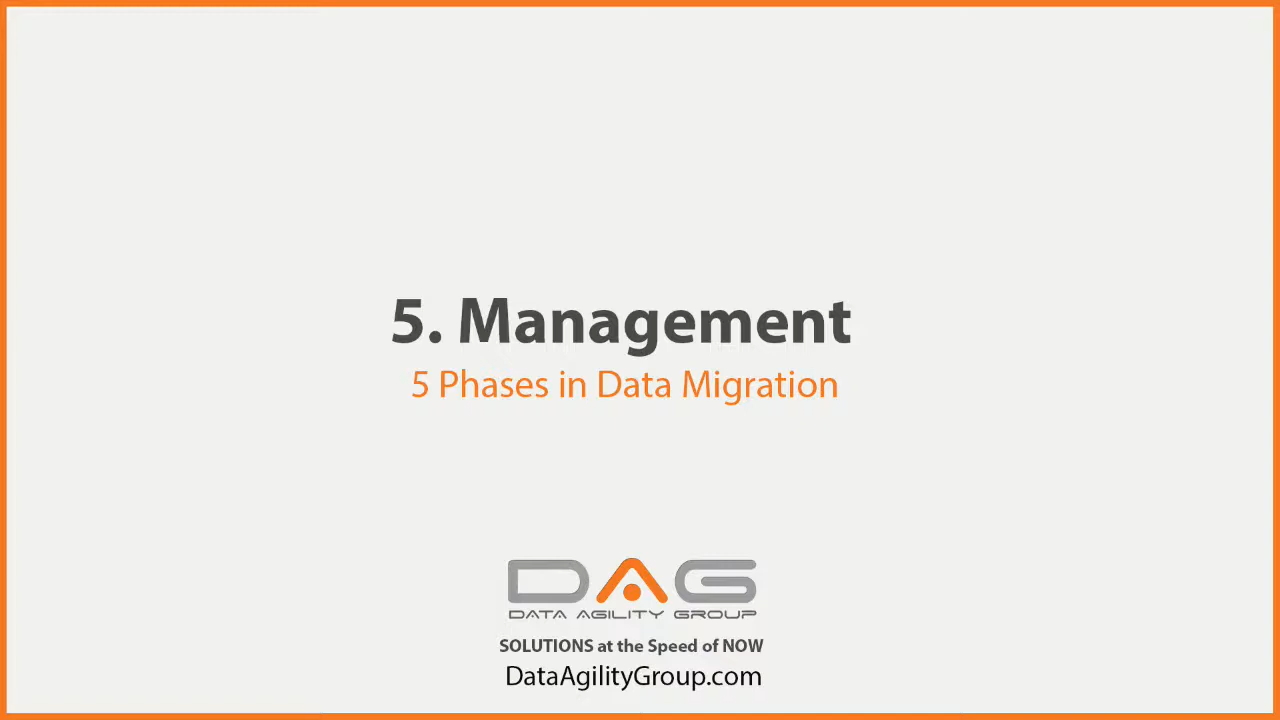 5. Management
5 Phases in Data Migration
DAG
DATA AGILITY GROUP
SOLUTIONS at the Speed of NOW
DataAgilityGroup.com